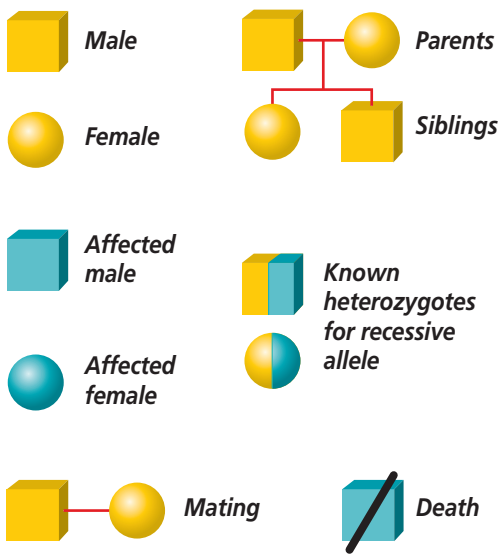 Male
Parents
Female
Siblings
Affected
male
Known
heterozygotes
for recessive
allele
Affected
female
Mating
Death